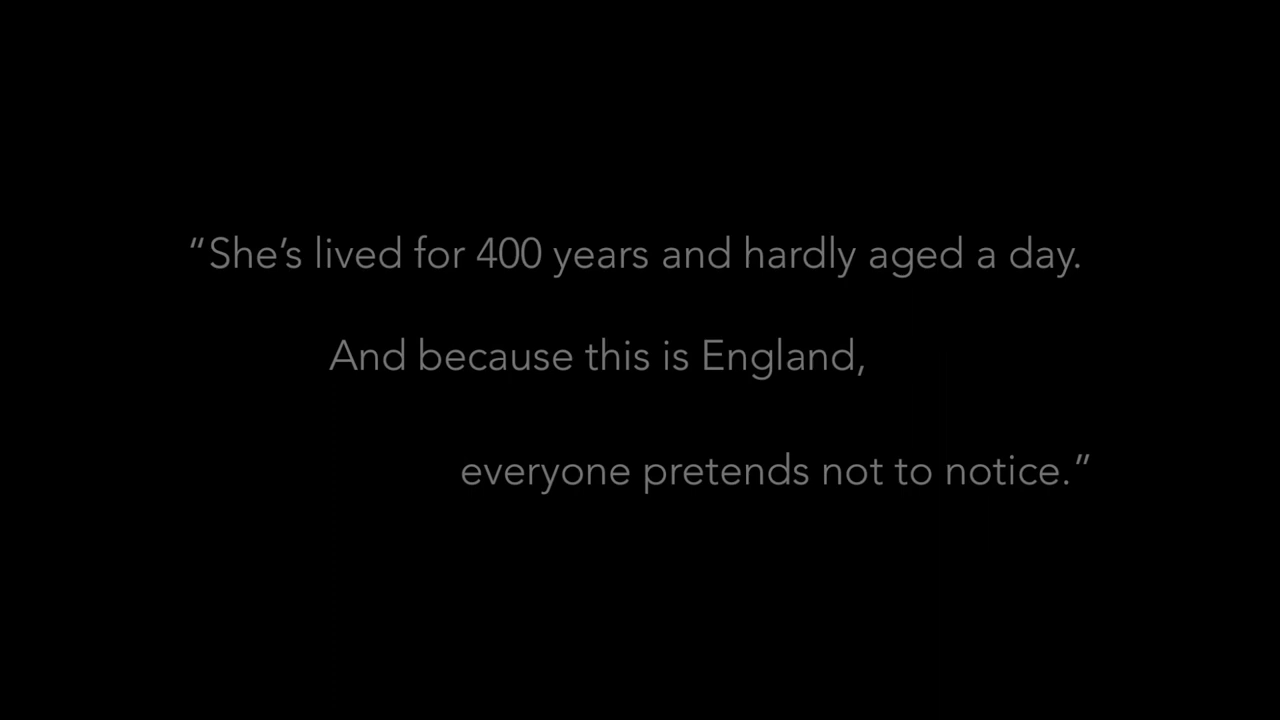 “She’s lived for 400 years and hardly aged a day.
And because this is England,
everyone pretends not to notice.”